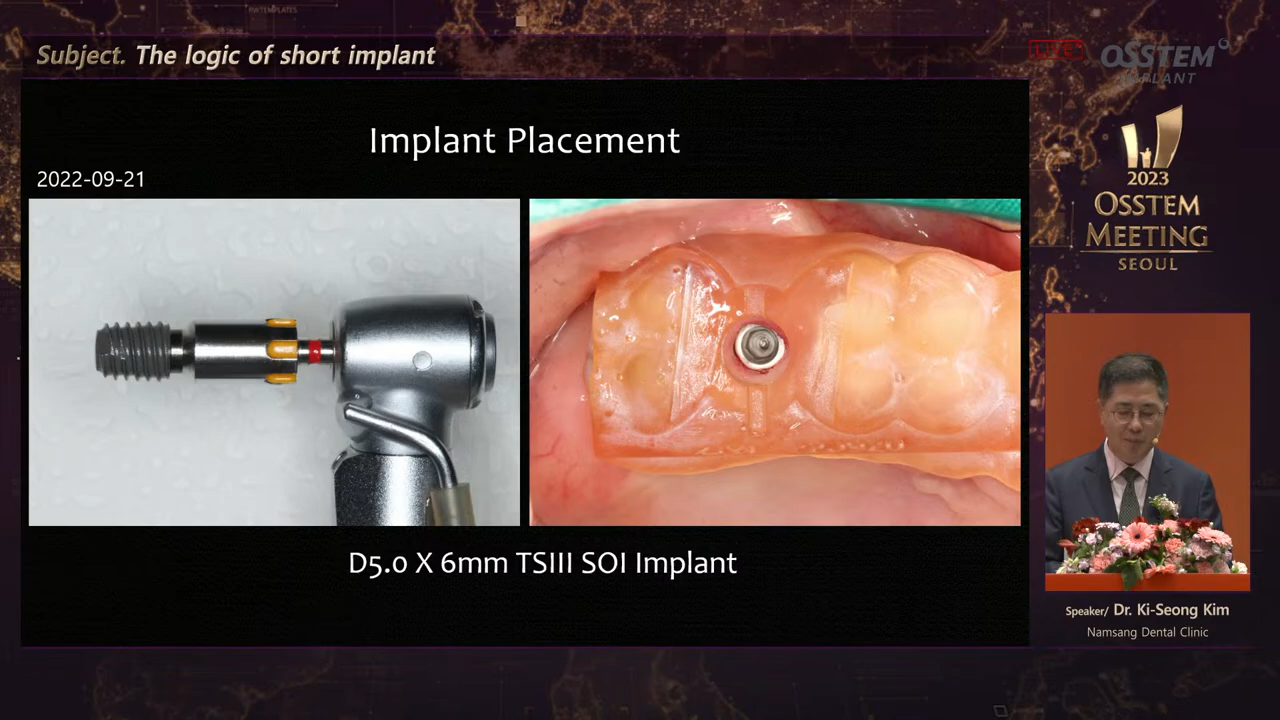 Subject. The logic of short implant
LIVE
OSSTEM
IMPLANT
Implant Placement
2022-09-21
D5.0 X 6mm TSIII SOI Implant
2023
OSSTEM
MEETING
SEOUL
Speaker/ Dr. Ki-Seong Kim
Namsang Dental Clinic